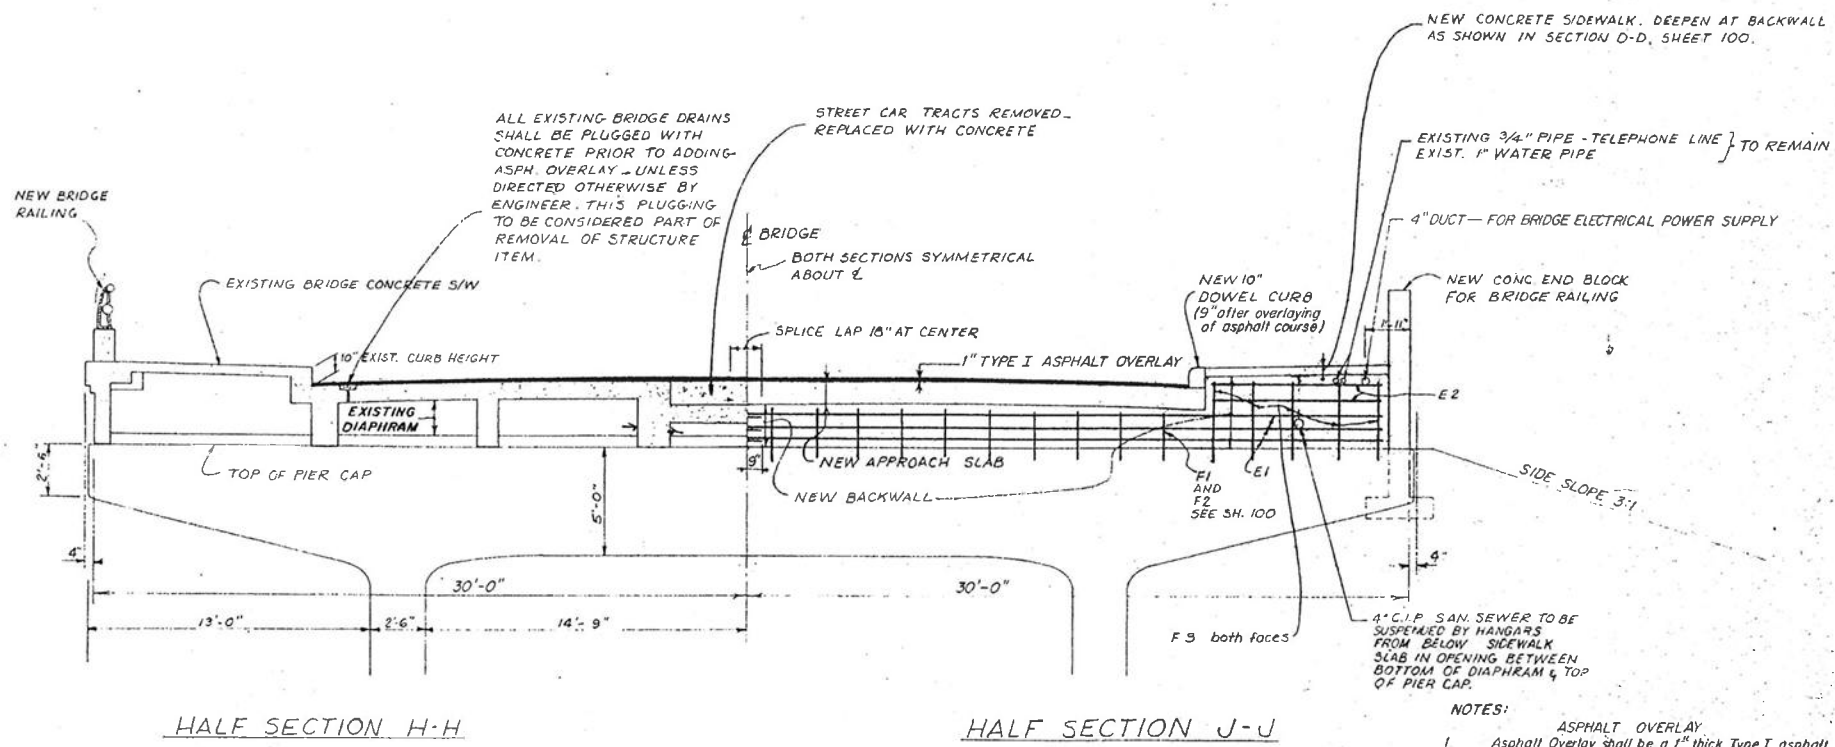 NEW CONCRETE SIDEWALK. DEEPEN AT BACKWALL
AS SHOWN IN SECTION D-D, SHEET 100.
ALL EXISTING BRIDGE DRAINS
SHALL BE PLUGGED WITH
CONCRETE PRIOR TO ADDING
ASPH. OVERLAY - UNLESS
DIRECTED OTHERWISE BY
ENGINEER. THIS PLUGGING
TO BE CONSIDERED PART OF
REMOVAL OF STRUCTURE
ITEM.
STREET CAR TRACTS REMOVED -
REPLACED WITH CONCRETE
EXISTING 3/4" PIPE - TELEPHONE LINE
EXIST. 1" WATER PIPE
} TO REMAIN
NEW BRIDGE
RAILING
4" DUCT — FOR BRIDGE ELECTRICAL POWER SUPPLY
℄ BRIDGE
BOTH SECTIONS SYMMETRICAL
ABOUT ℄
EXISTING BRIDGE CONCRETE S/W
NEW 10"
DOWEL CURB
(9" after overlaying
of asphalt course)
NEW CONC. END BLOCK
FOR BRIDGE RAILING
1'-11"
SPLICE LAP 18" AT CENTER
10" EXIST. CURB HEIGHT
1" TYPE I ASPHALT OVERLAY
E2
EXISTING
DIAPHRAM
2'-6"
TOP OF PIER CAP
9"
NEW APPROACH SLAB
NEW BACKWALL
F1
AND
F2
SEE SH. 100
E1
SIDE SLOPE 3:1
5'-0"
4"
4"
30'-0"
30'-0"
13'-0"
2'-6"
14'-9"
F3 both faces
4" C.I.P. SAN. SEWER TO BE
SUSPENDED BY HANGARS
FROM BELOW SIDEWALK
SLAB IN OPENING BETWEEN
BOTTOM OF DIAPHRAM & TOP
OF PIER CAP.
HALF SECTION H-H
HALF SECTION J-J
NOTES:
ASPHALT OVERLAY
1. Asphalt Overlay shall be a 1" thick Type I asphalt